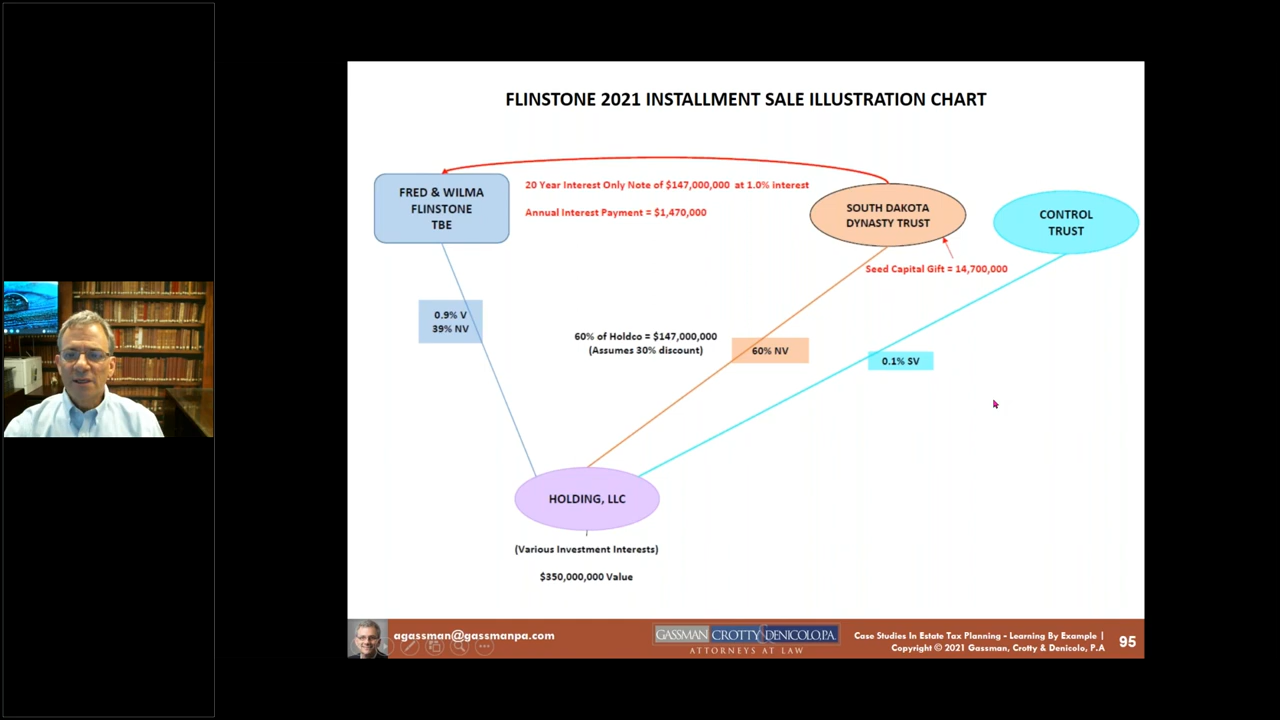 FLINSTONE 2021 INSTALLMENT SALE ILLUSTRATION CHART
FRED & WILMA
FLINSTONE
TBE
20 Year Interest Only Note of $147,000,000 at 1.0% interest
Annual Interest Payment = $1,470,000
SOUTH DAKOTA
DYNASTY TRUST
CONTROL
TRUST
Seed Capital Gift = 14,700,000
0.9% V
39% NV
60% of Holdco = $147,000,000
(Assumes 30% discount)
60% NV
0.1% SV
HOLDING, LLC
(Various Investment Interests)
$350,000,000 Value
agassman@gassmanpa.com
GASSMAN CROTTY DENICOLO, P.A.
ATTORNEYS AT LAW
Case Studies In Estate Tax Planning - Learning By Example |
Copyright © 2021 Gassman, Crotty & Denicolo, P.A
95